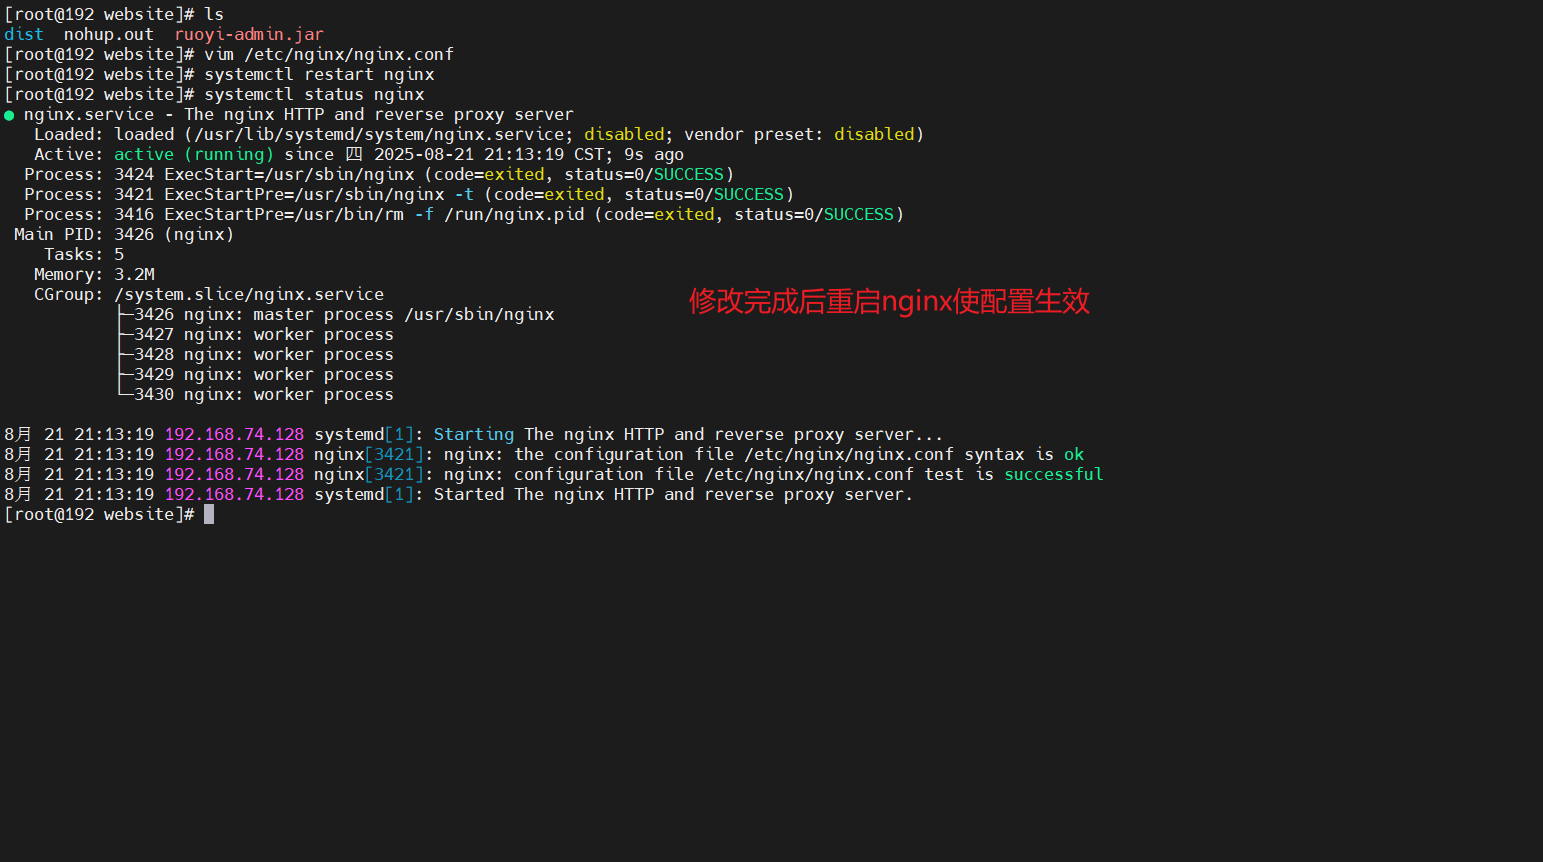 [root@192 website]# ls
dist  nohup.out  ruoyi-admin.jar
[root@192 website]# vim /etc/nginx/nginx.conf
[root@192 website]# systemctl restart nginx
[root@192 website]# systemctl status nginx
● nginx.service - The nginx HTTP and reverse proxy server
   Loaded: loaded (/usr/lib/systemd/system/nginx.service; disabled; vendor preset: disabled)
   Active: active (running) since 四 2025-08-21 21:13:19 CST; 9s ago
  Process: 3424 ExecStart=/usr/sbin/nginx (code=exited, status=0/SUCCESS)
  Process: 3421 ExecStartPre=/usr/sbin/nginx -t (code=exited, status=0/SUCCESS)
  Process: 3416 ExecStartPre=/usr/bin/rm -f /run/nginx.pid (code=exited, status=0/SUCCESS)
 Main PID: 3426 (nginx)
    Tasks: 5
   Memory: 3.2M
   CGroup: /system.slice/nginx.service
           ├─3426 nginx: master process /usr/sbin/nginx
           ├─3427 nginx: worker process
           ├─3428 nginx: worker process
           ├─3429 nginx: worker process
           └─3430 nginx: worker process
修改完成后重启nginx使配置生效
8月 21 21:13:19 192.168.74.128 systemd[1]: Starting The nginx HTTP and reverse proxy server...
8月 21 21:13:19 192.168.74.128 nginx[3421]: nginx: the configuration file /etc/nginx/nginx.conf syntax is ok
8月 21 21:13:19 192.168.74.128 nginx[3421]: nginx: configuration file /etc/nginx/nginx.conf test is successful
8月 21 21:13:19 192.168.74.128 systemd[1]: Started The nginx HTTP and reverse proxy server.
[root@192 website]#